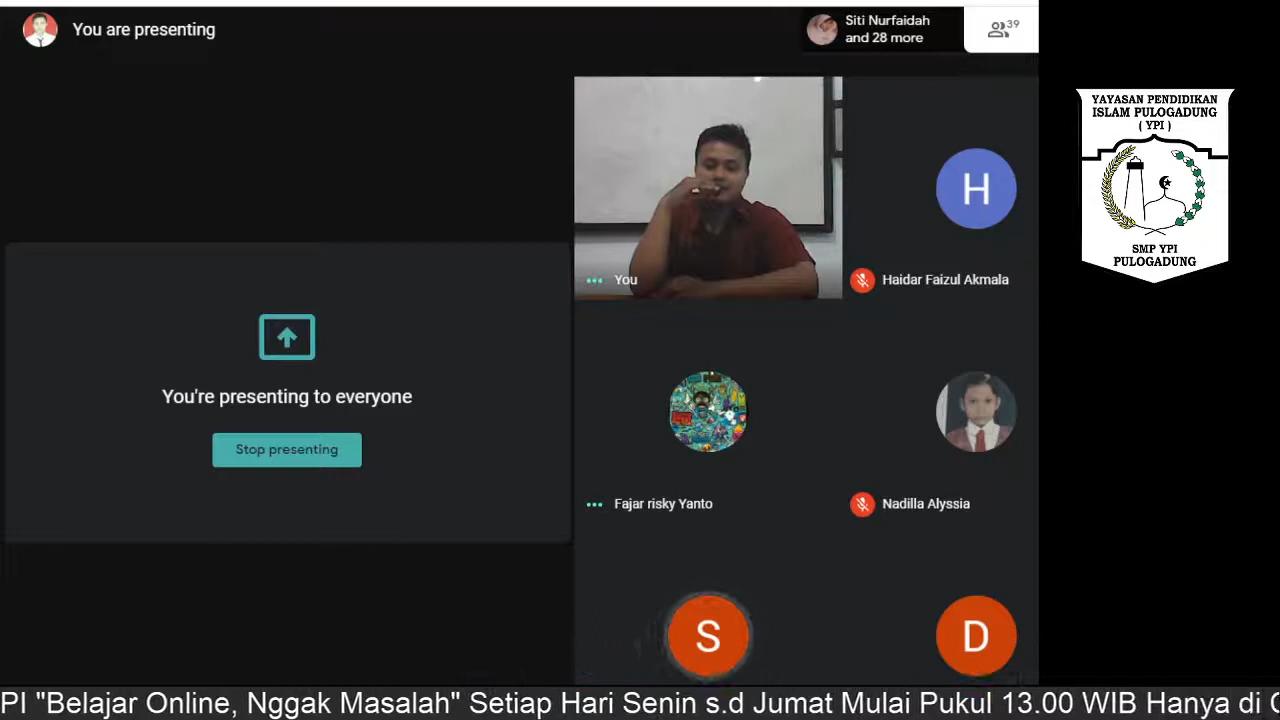 You are presenting
Siti Nurfaidah
and 28 more
39
YAYASAN PENDIDIKAN
ISLAM PULOGADUNG
( YPI )
SMP YPI
PULOGADUNG
You
H
Haidar Faizul Akmala
You're presenting to everyone
Stop presenting
Fajar risky Yanto
Nadilla Alyssia
S
D
PI "Belajar Online, Nggak Masalah" Setiap Hari Senin s.d Jumat Mulai Pukul 13.00 WIB Hanya di